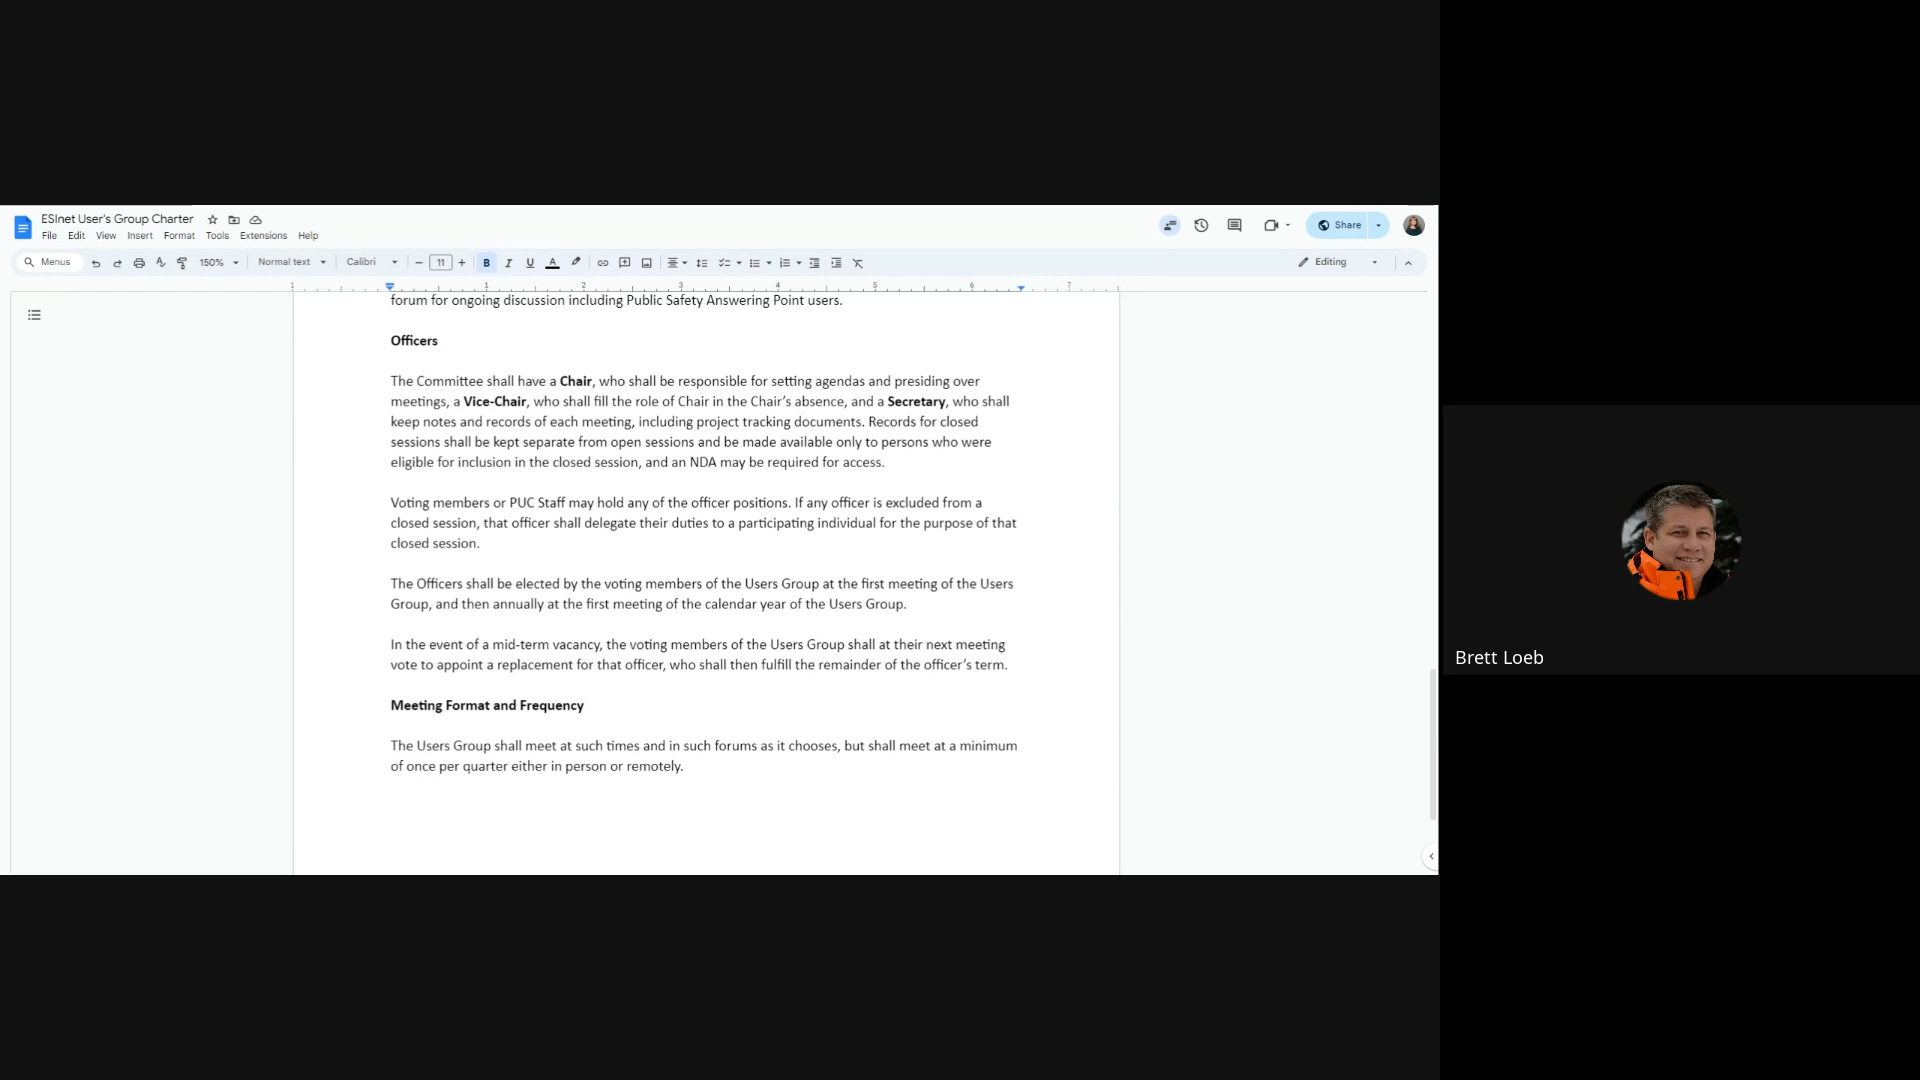 ESInet User's Group Charter
File Edit View Insert Format Tools Extensions Help
Share
Menus 150% Normal text Calibri 11 B I U A Editing
1 1 2 3 4 5 6 7
forum for ongoing discussion including Public Safety Answering Point users.
Officers
The Committee shall have a Chair, who shall be responsible for setting agendas and presiding over
meetings, a Vice-Chair, who shall fill the role of Chair in the Chair’s absence, and a Secretary, who shall
keep notes and records of each meeting, including project tracking documents. Records for closed
sessions shall be kept separate from open sessions and be made available only to persons who were
eligible for inclusion in the closed session, and an NDA may be required for access.
Voting members or PUC Staff may hold any of the officer positions. If any officer is excluded from a
closed session, that officer shall delegate their duties to a participating individual for the purpose of that
closed session.
The Officers shall be elected by the voting members of the Users Group at the first meeting of the Users
Group, and then annually at the first meeting of the calendar year of the Users Group.
In the event of a mid-term vacancy, the voting members of the Users Group shall at their next meeting
vote to appoint a replacement for that officer, who shall then fulfill the remainder of the officer’s term.
Meeting Format and Frequency
The Users Group shall meet at such times and in such forums as it chooses, but shall meet at a minimum
of once per quarter either in person or remotely.
Brett Loeb